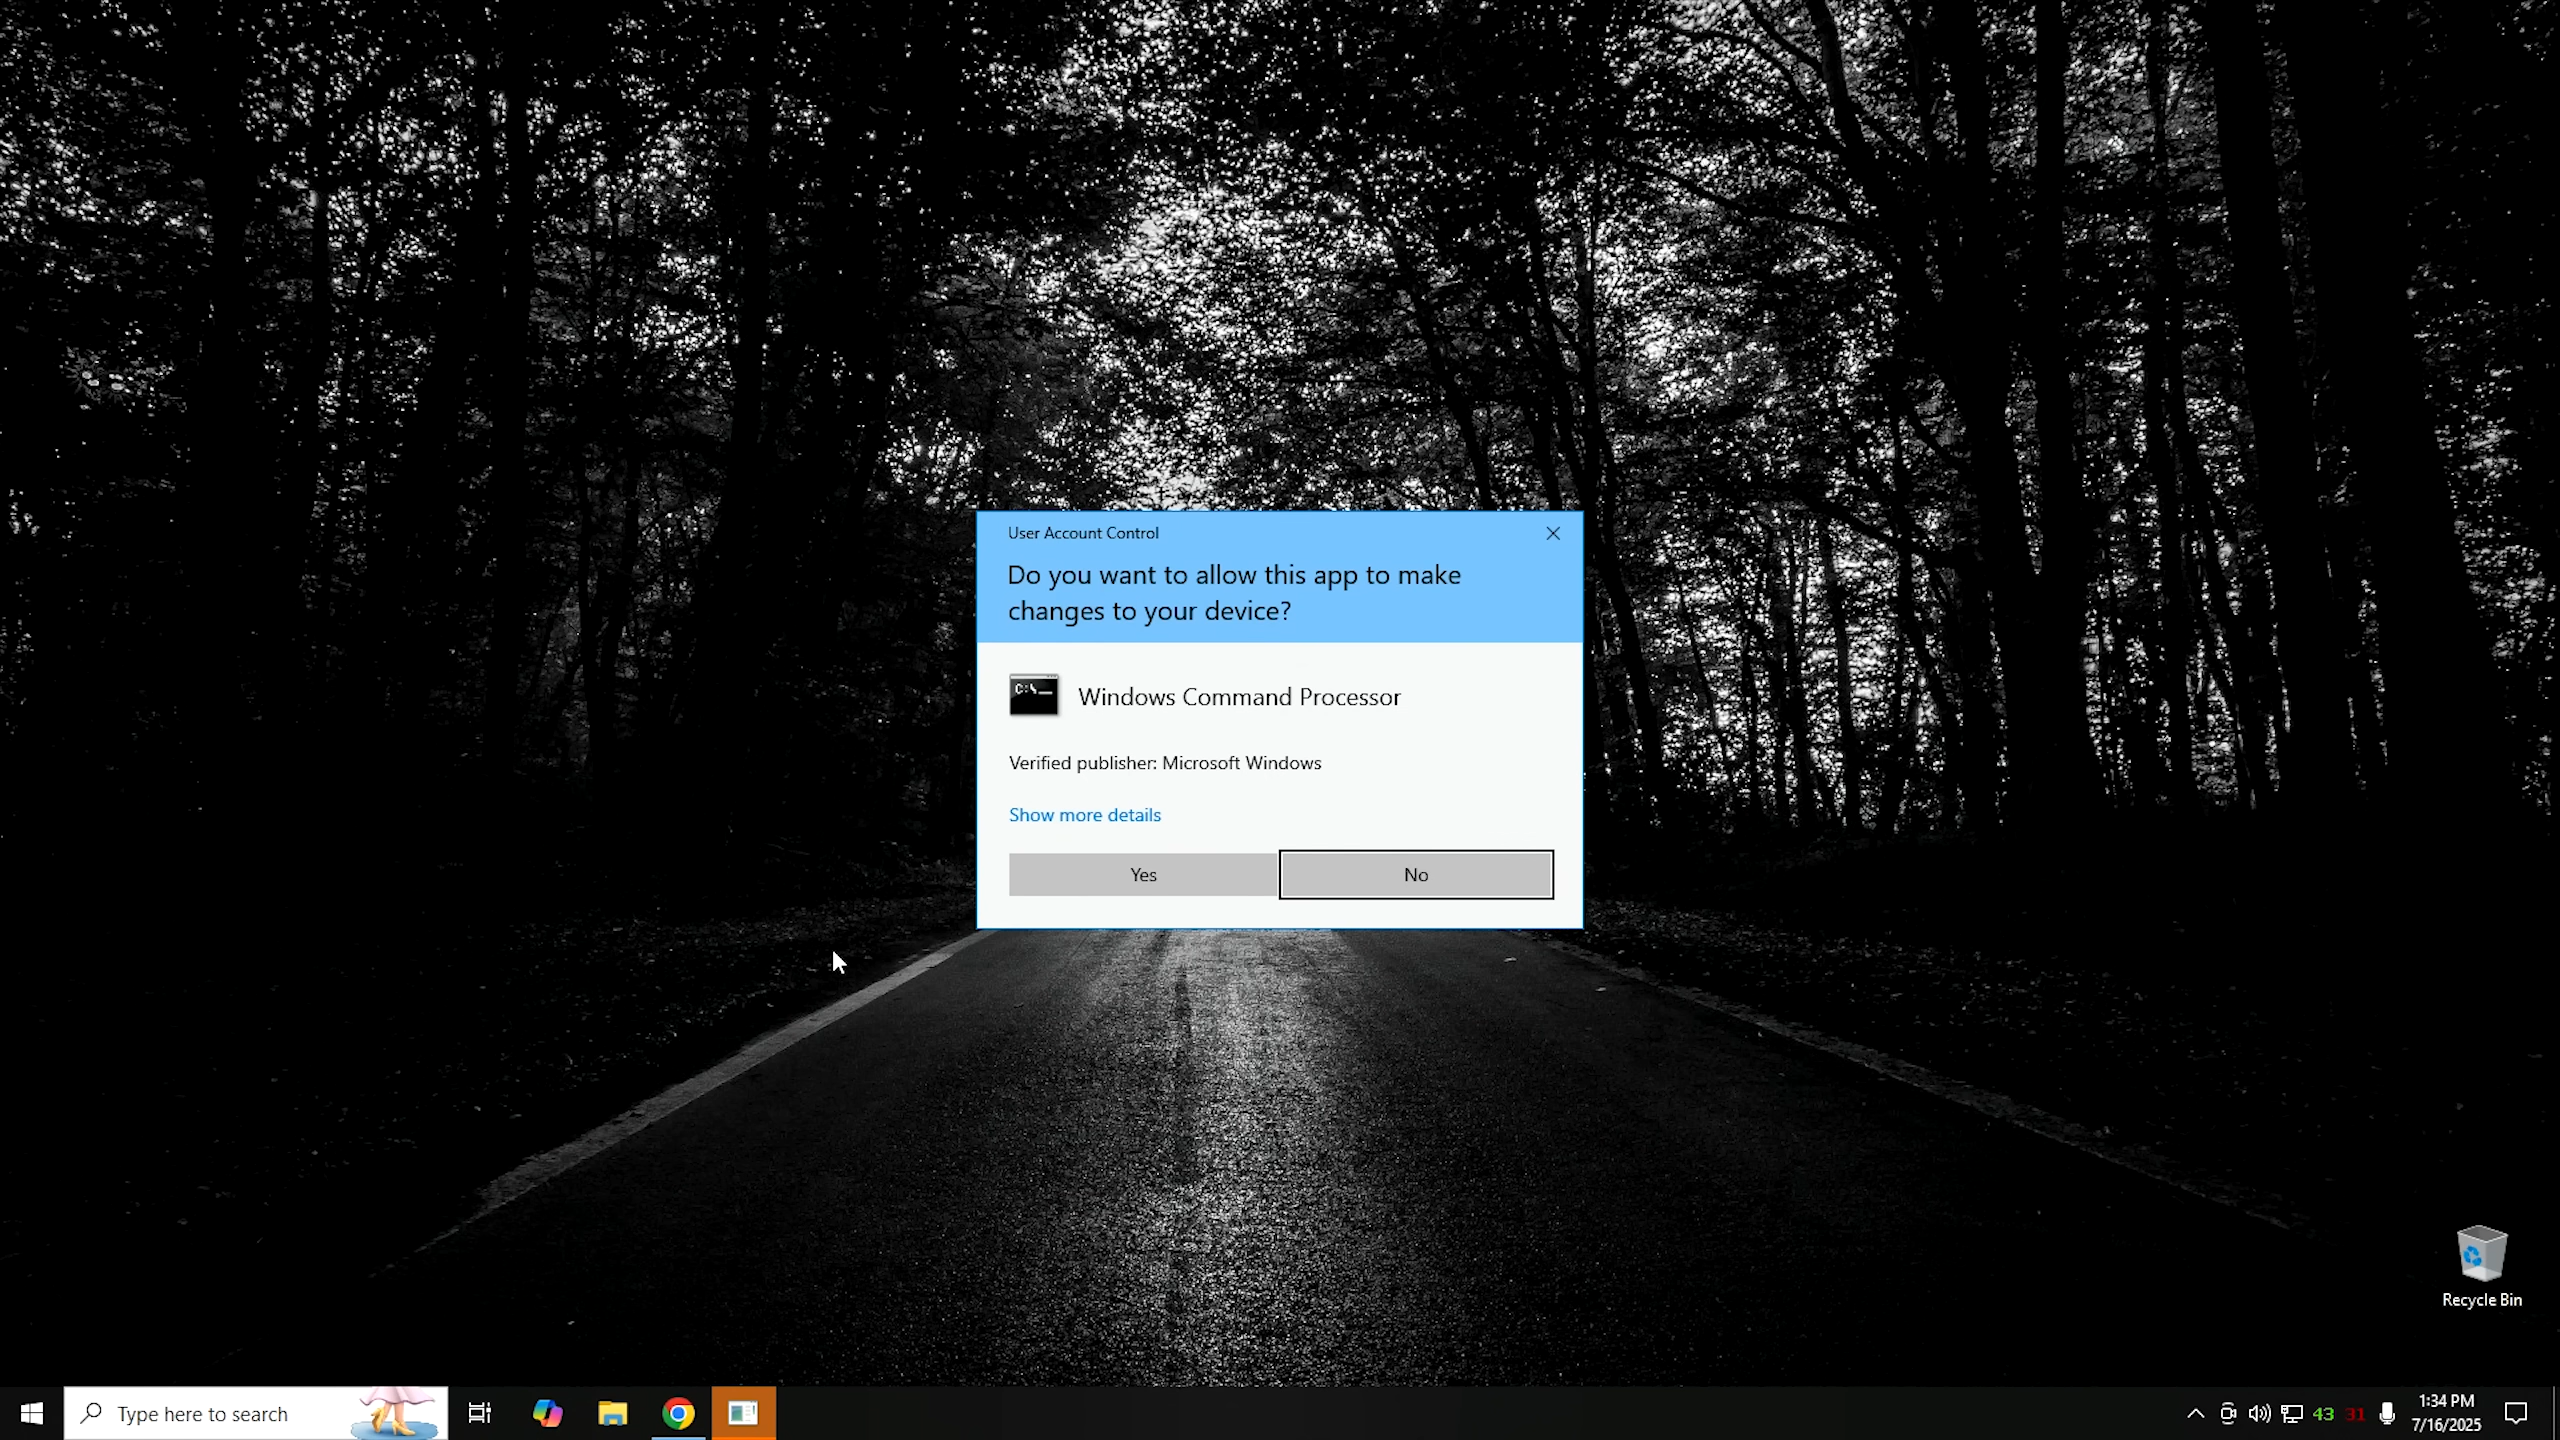 User Account Control
Do you want to allow this app to make
changes to your device?
C:\_
Windows Command Processor
Verified publisher: Microsoft Windows
Show more details
Yes
No
Recycle Bin
Type here to search
43
31
1:34 PM
7/16/2025